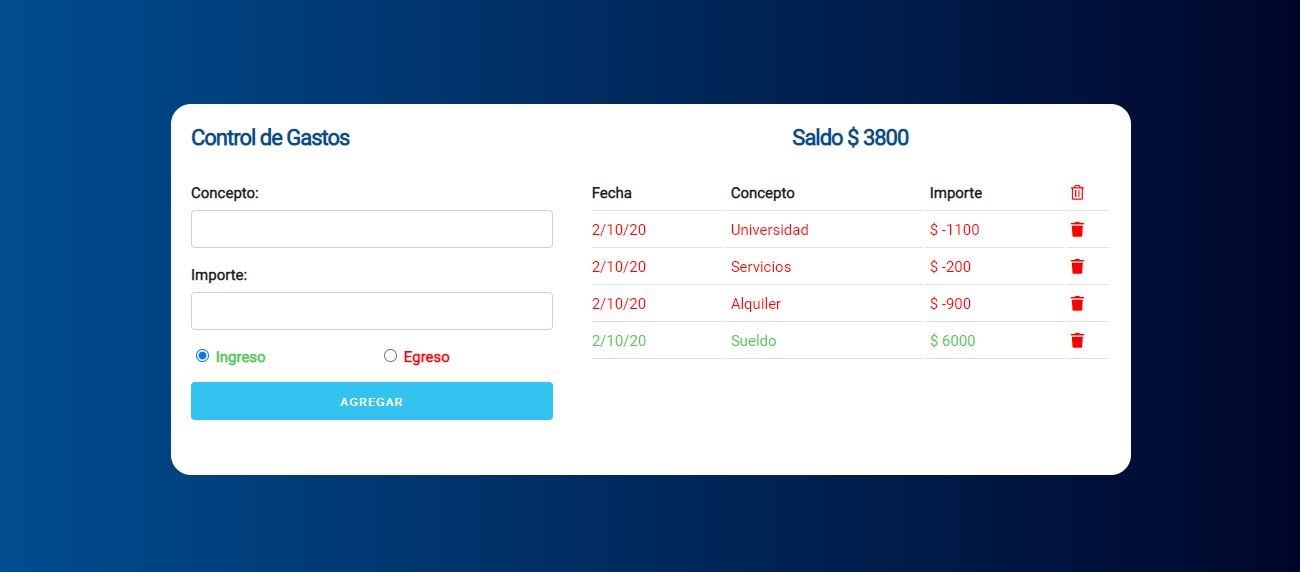 Control de Gastos
Saldo $ 3800
Concepto:
Importe:
Ingreso Egreso
AGREGAR
Fecha Concepto Importe
2/10/20 Universidad $ -1100
2/10/20 Servicios $ -200
2/10/20 Alquiler $ -900
2/10/20 Sueldo $ 6000